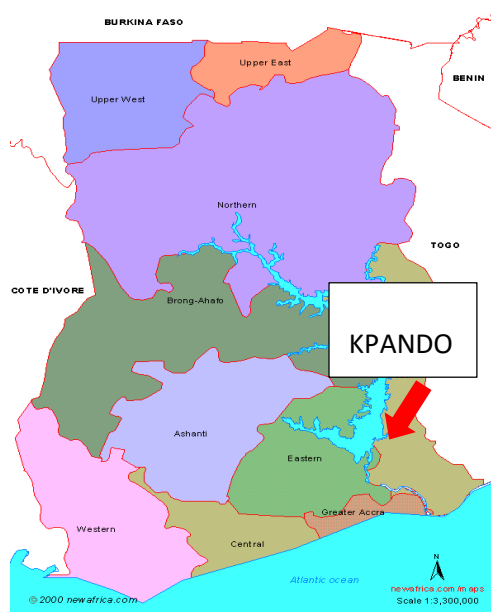 BURKINA FASO
Upper East
BENIN
Upper West
Northern
TOGO
COTE D'IVORE
Brong-Ahafo
KPANDO
Ashanti
Eastern
Greater Accra
Western
Central
Atlantic ocean
N
newafrica.com/maps
© 2000 newafrica.com
Scale 1:3,300,000